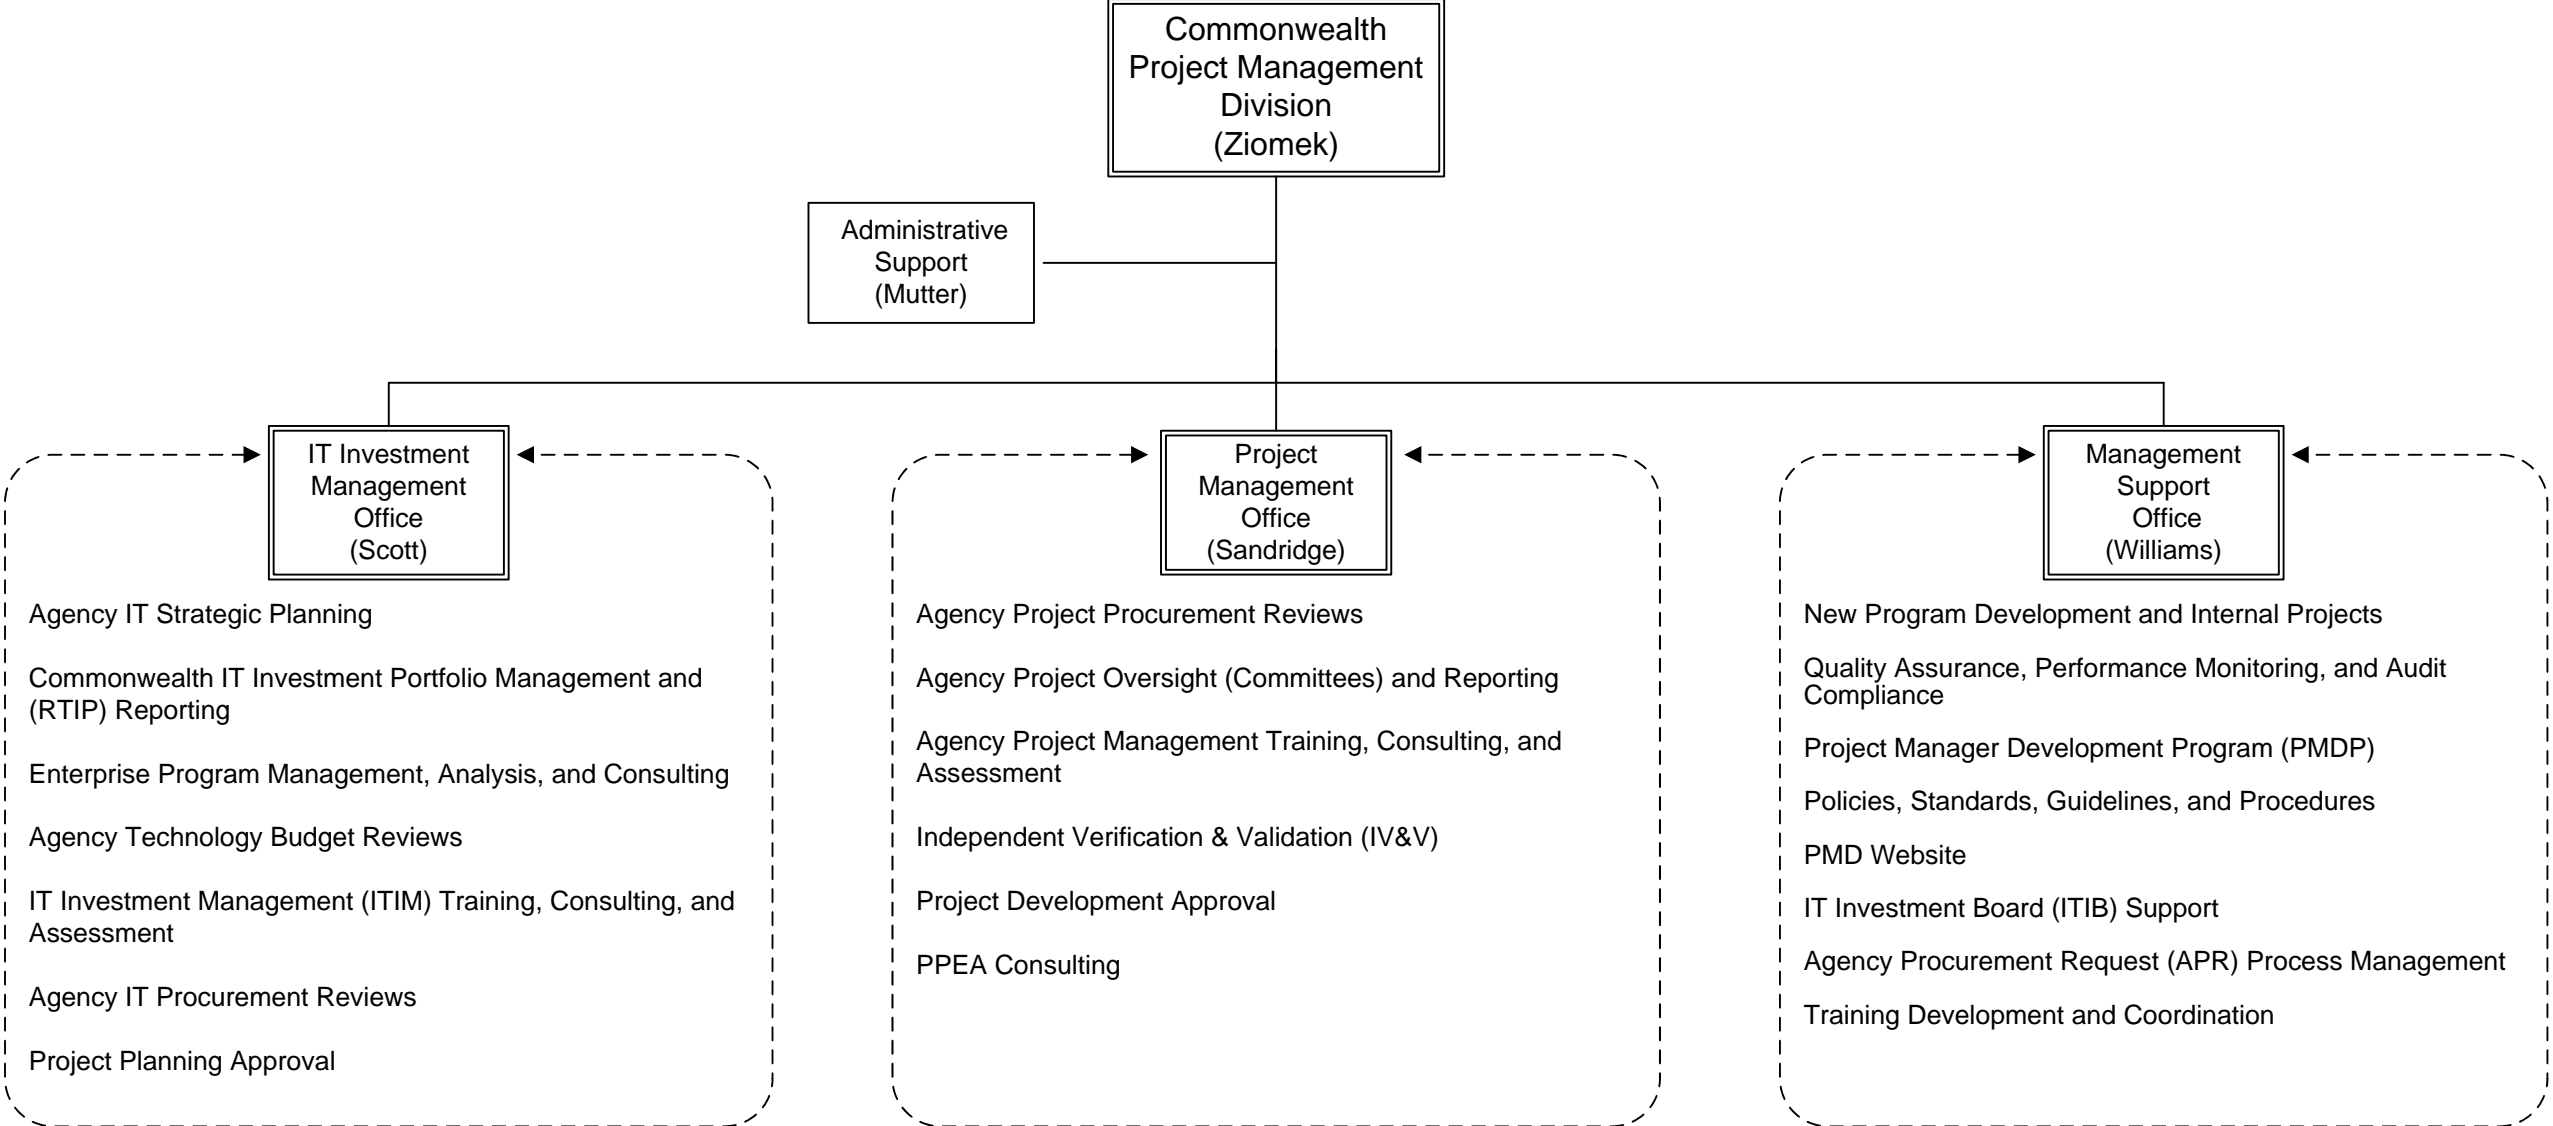 Commonwealth
Project Management
Division
(Ziomek)
Administrative
Support
(Mutter)
IT Investment
Management
Office
(Scott)
Agency IT Strategic Planning
Commonwealth IT Investment Portfolio Management and
(RTIP) Reporting
Enterprise Program Management, Analysis, and Consulting
Agency Technology Budget Reviews
IT Investment Management (ITIM) Training, Consulting, and
Assessment
Agency IT Procurement Reviews
Project Planning Approval
Project
Management
Office
(Sandridge)
Agency Project Procurement Reviews
Agency Project Oversight (Committees) and Reporting
Agency Project Management Training, Consulting, and
Assessment
Independent Verification & Validation (IV&V)
Project Development Approval
PPEA Consulting
Management
Support
Office
(Williams)
New Program Development and Internal Projects
Quality Assurance, Performance Monitoring, and Audit
Compliance
Project Manager Development Program (PMDP)
Policies, Standards, Guidelines, and Procedures
PMD Website
IT Investment Board (ITIB) Support
Agency Procurement Request (APR) Process Management
Training Development and Coordination